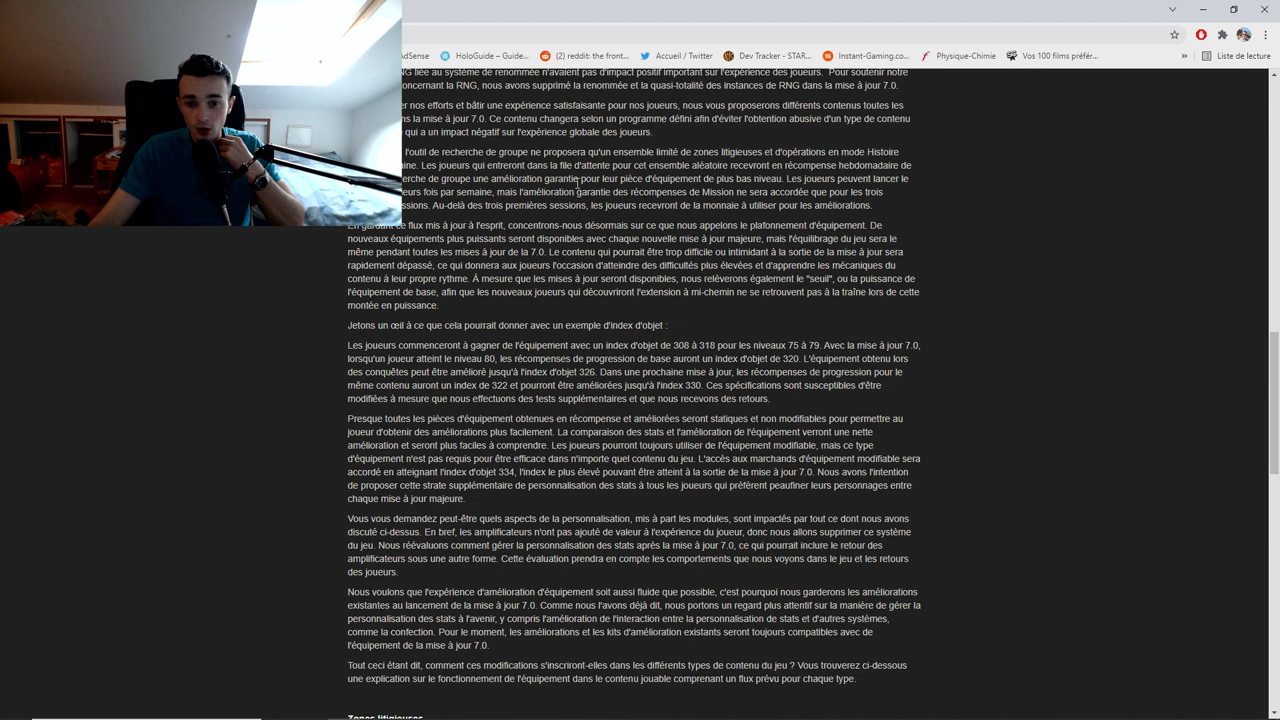 AdSense
HoloGuide – Guide...
(2) reddit: the front...
Accueil / Twitter
Dev Tracker - STAR...
Instant-Gaming.co...
Physique-Chimie
Vos 100 films préfér...
»
Liste de lecture
NG liée au système de renommée n'avaient pas d'impact positif important sur l'expérience des joueurs. Pour soutenir notre
oncernant la RNG, nous avons supprimé la renommée et la quasi-totalité des instances de RNG dans la mise à jour 7.0.
er nos efforts et bâtir une expérience satisfaisante pour nos joueurs, nous vous proposerons différents contenus toutes les
ns la mise à jour 7.0. Ce contenu changera selon un programme défini afin d'éviter l'obtention abusive d'un type de contenu
e qui a un impact négatif sur l'expérience globale des joueurs.
l'outil de recherche de groupe ne proposera qu'un ensemble limité de zones litigieuses et d'opérations en mode Histoire
aine. Les joueurs qui entreront dans la file d'attente pour cet ensemble aléatoire recevront en récompense hebdomadaire de
cherche de groupe une amélioration garantie pour leur pièce d'équipement de plus bas niveau. Les joueurs peuvent lancer le
eurs fois par semaine, mais l'amélioration garantie des récompenses de Mission ne sera accordée que pour les trois
ssions. Au-delà des trois premières sessions, les joueurs recevront de la monnaie à utiliser pour les améliorations.
En gardant ce flux mis à jour à l'esprit, concentrons-nous désormais sur ce que nous appelons le plafonnement d'équipement. De
nouveaux équipements plus puissants seront disponibles avec chaque nouvelle mise à jour majeure, mais l'équilibrage du jeu sera le
même pendant toutes les mises à jour de la 7.0. Le contenu qui pourrait être trop difficile ou intimidant à la sortie de la mise à jour sera
rapidement dépassé, ce qui donnera aux joueurs l'occasion d'atteindre des difficultés plus élevées et d'apprendre les mécaniques du
contenu à leur propre rythme. À mesure que les mises à jour seront disponibles, nous relèverons également le "seuil", ou la puissance de
l'équipement de base, afin que les nouveaux joueurs qui découvriront l'extension à mi-chemin ne se retrouvent pas à la traîne lors de cette
montée en puissance.
Jetons un œil à ce que cela pourrait donner avec un exemple d'index d'objet :
Les joueurs commenceront à gagner de l'équipement avec un index d'objet de 308 à 318 pour les niveaux 75 à 79. Avec la mise à jour 7.0,
lorsqu'un joueur atteint le niveau 80, les récompenses de progression de base auront un index d'objet de 320. L'équipement obtenu lors
des conquêtes peut être amélioré jusqu'à l'index d'objet 326. Dans une prochaine mise à jour, les récompenses de progression pour le
même contenu auront un index de 322 et pourront être améliorées jusqu'à l'index 330. Ces spécifications sont susceptibles d'être
modifiées à mesure que nous effectuons des tests supplémentaires et que nous recevons des retours.
Presque toutes les pièces d'équipement obtenues en récompense et améliorées seront statiques et non modifiables pour permettre au
joueur d'obtenir des améliorations plus facilement. La comparaison des stats et l'amélioration de l'équipement verront une nette
amélioration et seront plus faciles à comprendre. Les joueurs pourront toujours utiliser de l'équipement modifiable, mais ce type
d'équipement n'est pas requis pour être efficace dans n'importe quel contenu du jeu. L'accès aux marchands d'équipement modifiable sera
accordé en atteignant l'index d'objet 334, l'index le plus élevé pouvant être atteint à la sortie de la mise à jour 7.0. Nous avons l'intention
de proposer cette strate supplémentaire de personnalisation des stats à tous les joueurs qui préfèrent peaufiner leurs personnages entre
chaque mise à jour majeure.
Vous vous demandez peut-être quels aspects de la personnalisation, mis à part les modules, sont impactés par tout ce dont nous avons
discuté ci-dessus. En bref, les amplificateurs n'ont pas ajouté de valeur à l'expérience du joueur, donc nous allons supprimer ce système
du jeu. Nous réévaluons comment gérer la personnalisation des stats après la mise à jour 7.0, ce qui pourrait inclure le retour des
amplificateurs sous une autre forme. Cette évaluation prendra en compte les comportements que nous voyons dans le jeu et les retours
des joueurs.
Nous voulons que l'expérience d'amélioration d'équipement soit aussi fluide que possible, c'est pourquoi nous garderons les améliorations
existantes au lancement de la mise à jour 7.0. Comme nous l'avons déjà dit, nous portons un regard plus attentif sur la manière de gérer la
personnalisation des stats à l'avenir, y compris l'amélioration de l'interaction entre la personnalisation de stats et d'autres systèmes,
comme la confection. Pour le moment, les améliorations et les kits d'amélioration existants seront toujours compatibles avec de
l'équipement de la mise à jour 7.0.
Tout ceci étant dit, comment ces modifications s'inscriront-elles dans les différents types de contenu du jeu ? Vous trouverez ci-dessous
une explication sur le fonctionnement de l'équipement dans le contenu jouable comprenant un flux prévu pour chaque type.
Zones litigieuses